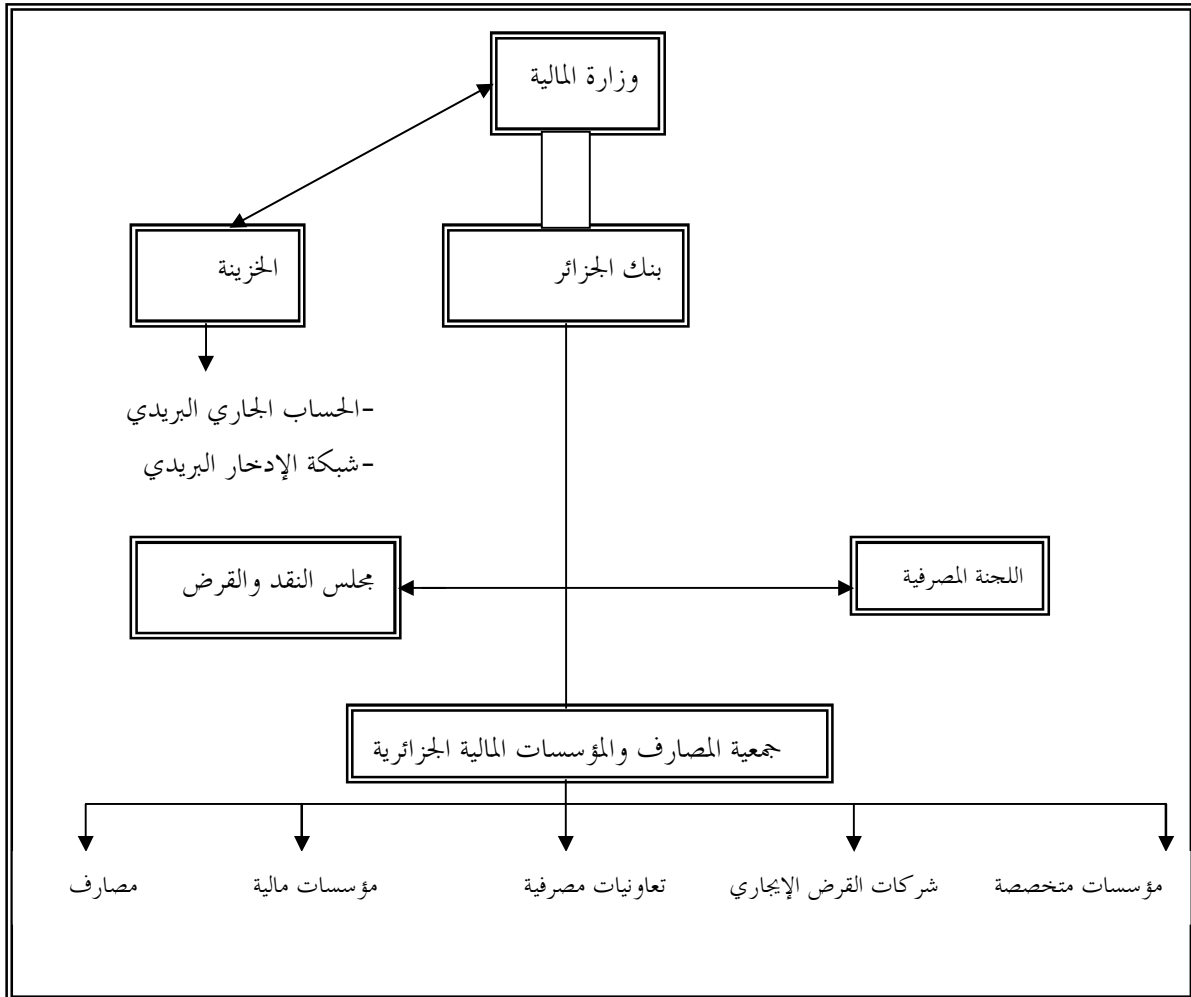 وزارة المالية
بنك الجزائر
الخزينة
-الحساب الجاري البريدي
-شبكة الإدخار البريدي
اللجنة المصرفية
مجلس النقد والقرض
جمعية المصارف والمؤسسات المالية الجزائرية
مؤسسات متخصصة
شركات القرض الإيجاري
تعاونيات مصرفية
مؤسسات مالية
مصارف